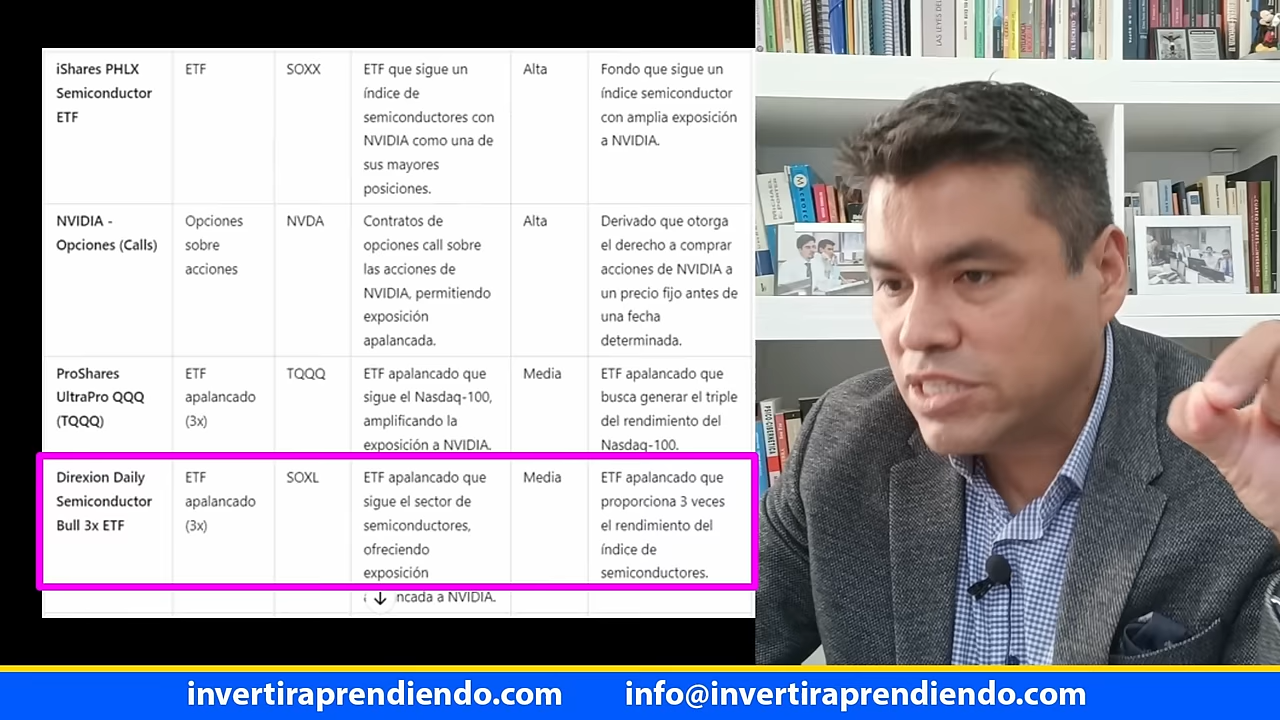 iShares PHLX
Semiconductor
ETF
ETF
SOXX
ETF que sigue un
índice de
semiconductores con
NVIDIA como una de
sus mayores
posiciones.
Alta
Fondo que sigue un
índice semiconductor
con amplia exposición
a NVIDIA.
NVIDIA -
Opciones (Calls)
Opciones
sobre
acciones
NVDA
Contratos de
opciones call sobre
las acciones de
NVIDIA, permitiendo
exposición
apalancada.
Alta
Derivado que otorga
el derecho a comprar
acciones de NVIDIA a
un precio fijo antes de
una fecha
determinada.
ProShares
UltraPro QQQ
(TQQQ)
ETF
apalancado
(3x)
TQQQ
ETF apalancado que
sigue el Nasdaq-100,
amplificando la
exposición a NVIDIA.
Media
ETF apalancado que
busca generar el triple
del rendimiento del
Nasdaq-100.
Direxion Daily
Semiconductor
Bull 3x ETF
ETF
apalancado
(3x)
SOXL
ETF apalancado que
sigue el sector de
semiconductores,
ofreciendo
exposición
ncada a NVIDIA.
Media
ETF apalancado que
proporciona 3 veces
el rendimiento del
índice de
semiconductores.
invertiraprendiendo.com
info@invertiraprendiendo.com